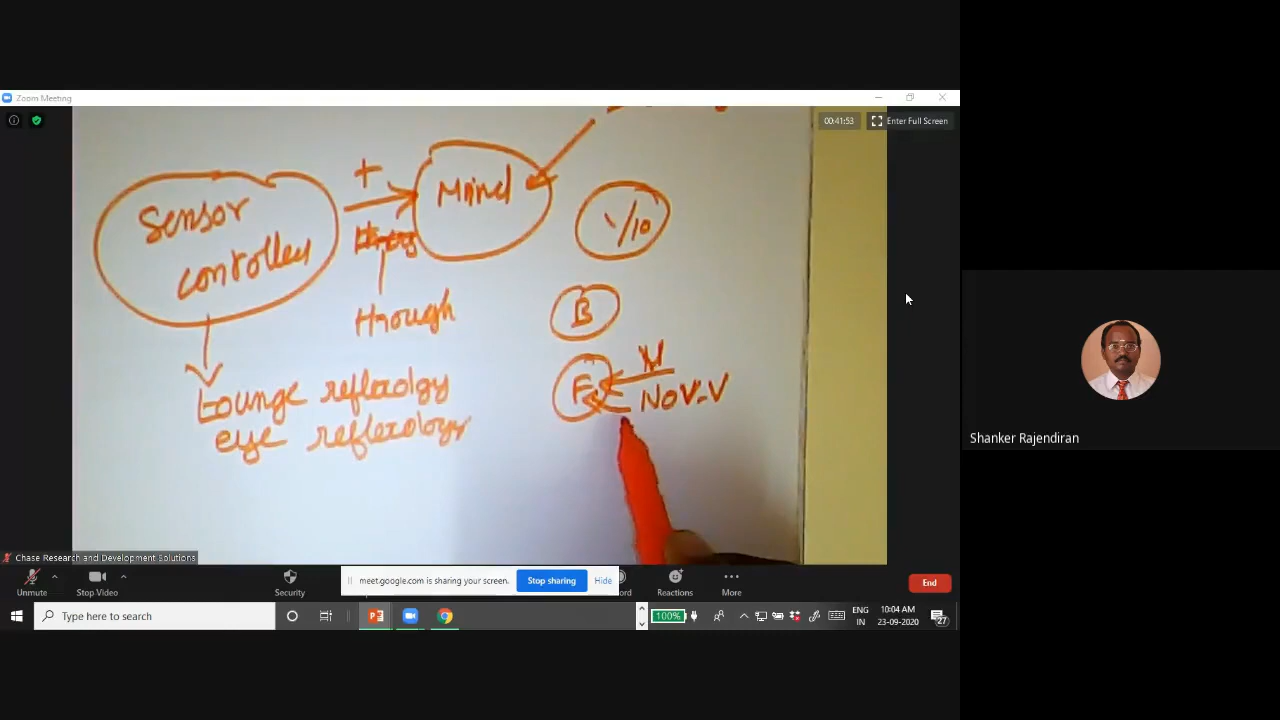 Zoom Meeting
00:41:53
Enter Full Screen
Sensor
controlled
+
Mind
1/10
through
B
M
F
NOV-V
Lounge reflexology
eye reflexology
Shanker Rajendiran
Chase Research and Development Solutions
Unmute
Stop Video
Security
meet.google.com is sharing your screen.
Stop sharing
Hide
Reactions
More
End
Type here to search
100%
ENG
IN
10:04 AM
23-09-2020
27